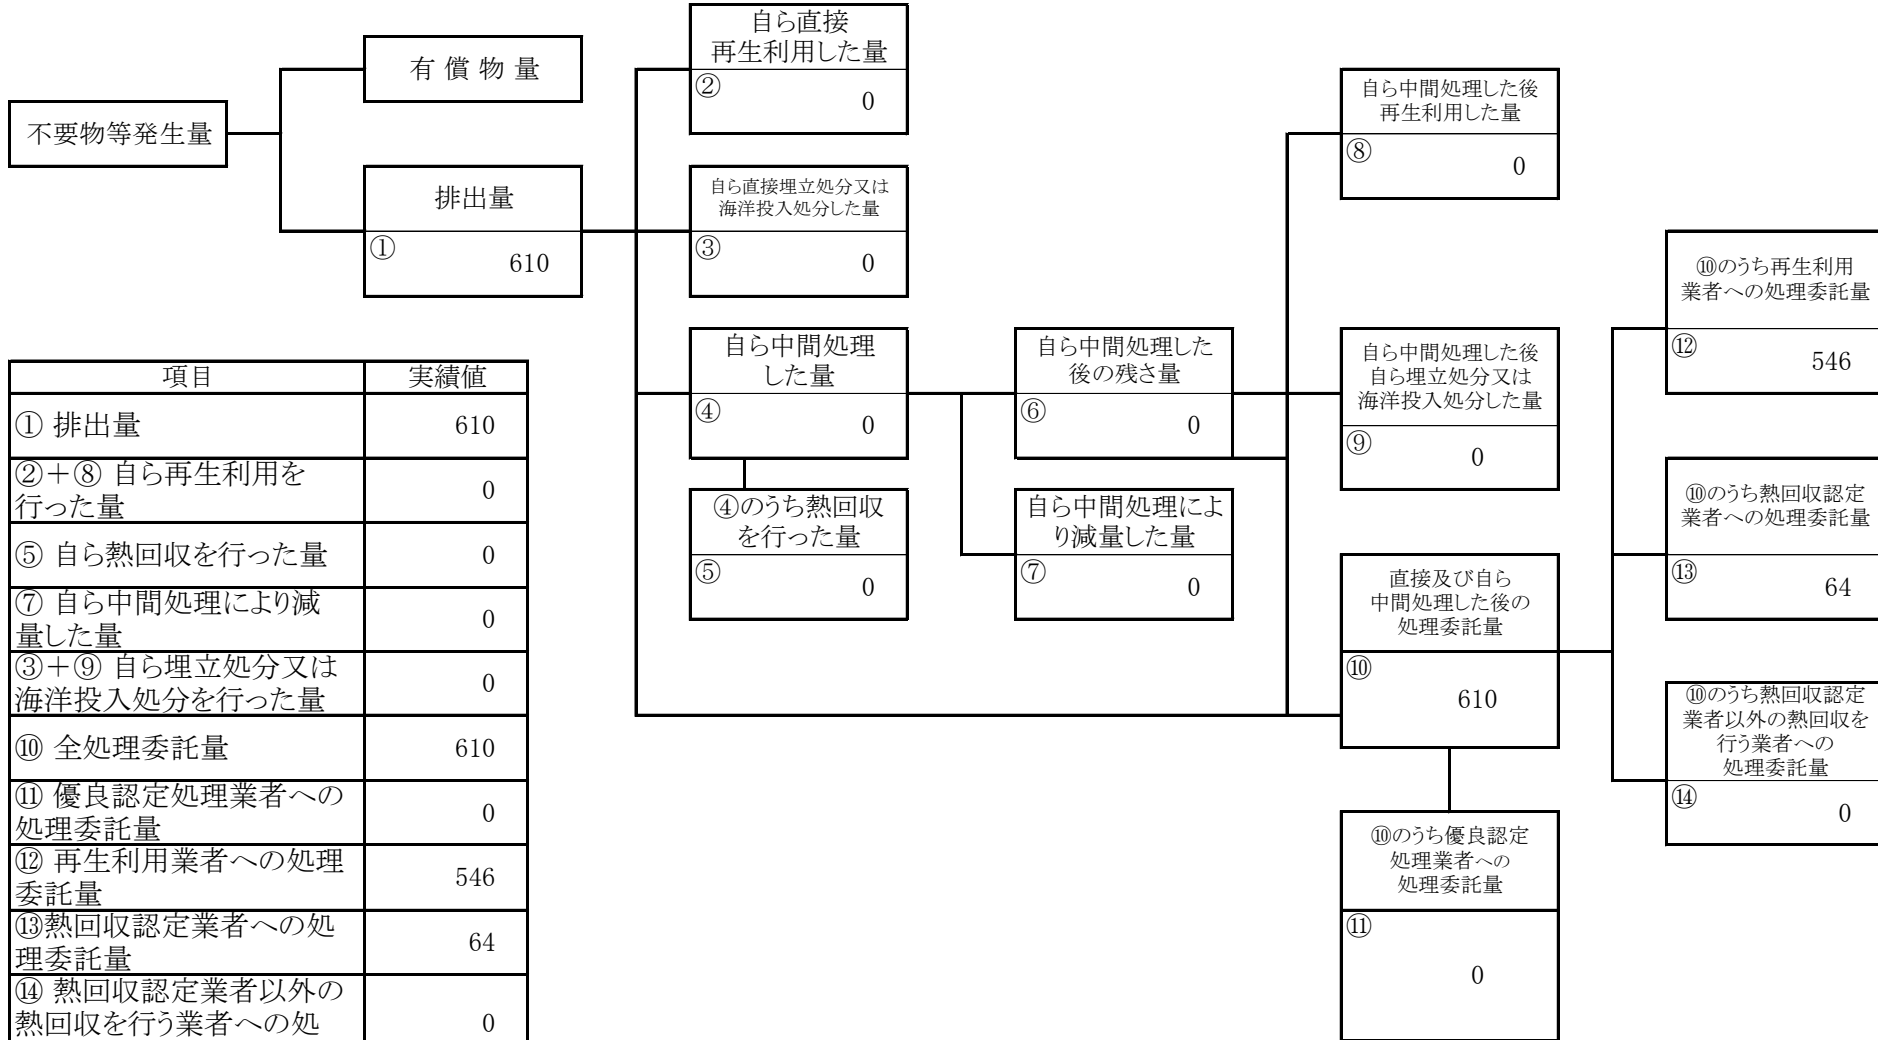 不要物等発生量
有 償 物 量
排出量
①
610
自ら直接
再生利用した量
②
0
自ら直接埋立処分又は
海洋投入処分した量
③
0
自ら中間処理
した量
④
0
④のうち熱回収
を行った量
⑤
0
自ら中間処理した
後の残さ量
⑥
0
自ら中間処理によ
り減量した量
⑦
0
自ら中間処理した後
再生利用した量
⑧
0
自ら中間処理した後
自ら埋立処分又は
海洋投入処分した量
⑨
0
直接及び自ら
中間処理した後の
処理委託量
⑩
610
⑩のうち優良認定
処理業者への
処理委託量
⑪
0
⑩のうち再生利用
業者への処理委託量
⑫
546
⑩のうち熱回収認定
業者への処理委託量
⑬
64
⑩のうち熱回収認定
業者以外の熱回収を
行う業者への
処理委託量
⑭
0
項目 実績値
① 排出量 610
②＋⑧ 自ら再生利用を
行った量 0
⑤ 自ら熱回収を行った量 0
⑦ 自ら中間処理により減
量した量 0
③＋⑨ 自ら埋立処分又は
海洋投入処分を行った量 0
⑩ 全処理委託量 610
⑪ 優良認定処理業者への
処理委託量 0
⑫ 再生利用業者への処理
委託量 546
⑬熱回収認定業者への処
理委託量 64
⑭ 熱回収認定業者以外の
熱回収を行う業者への処 0